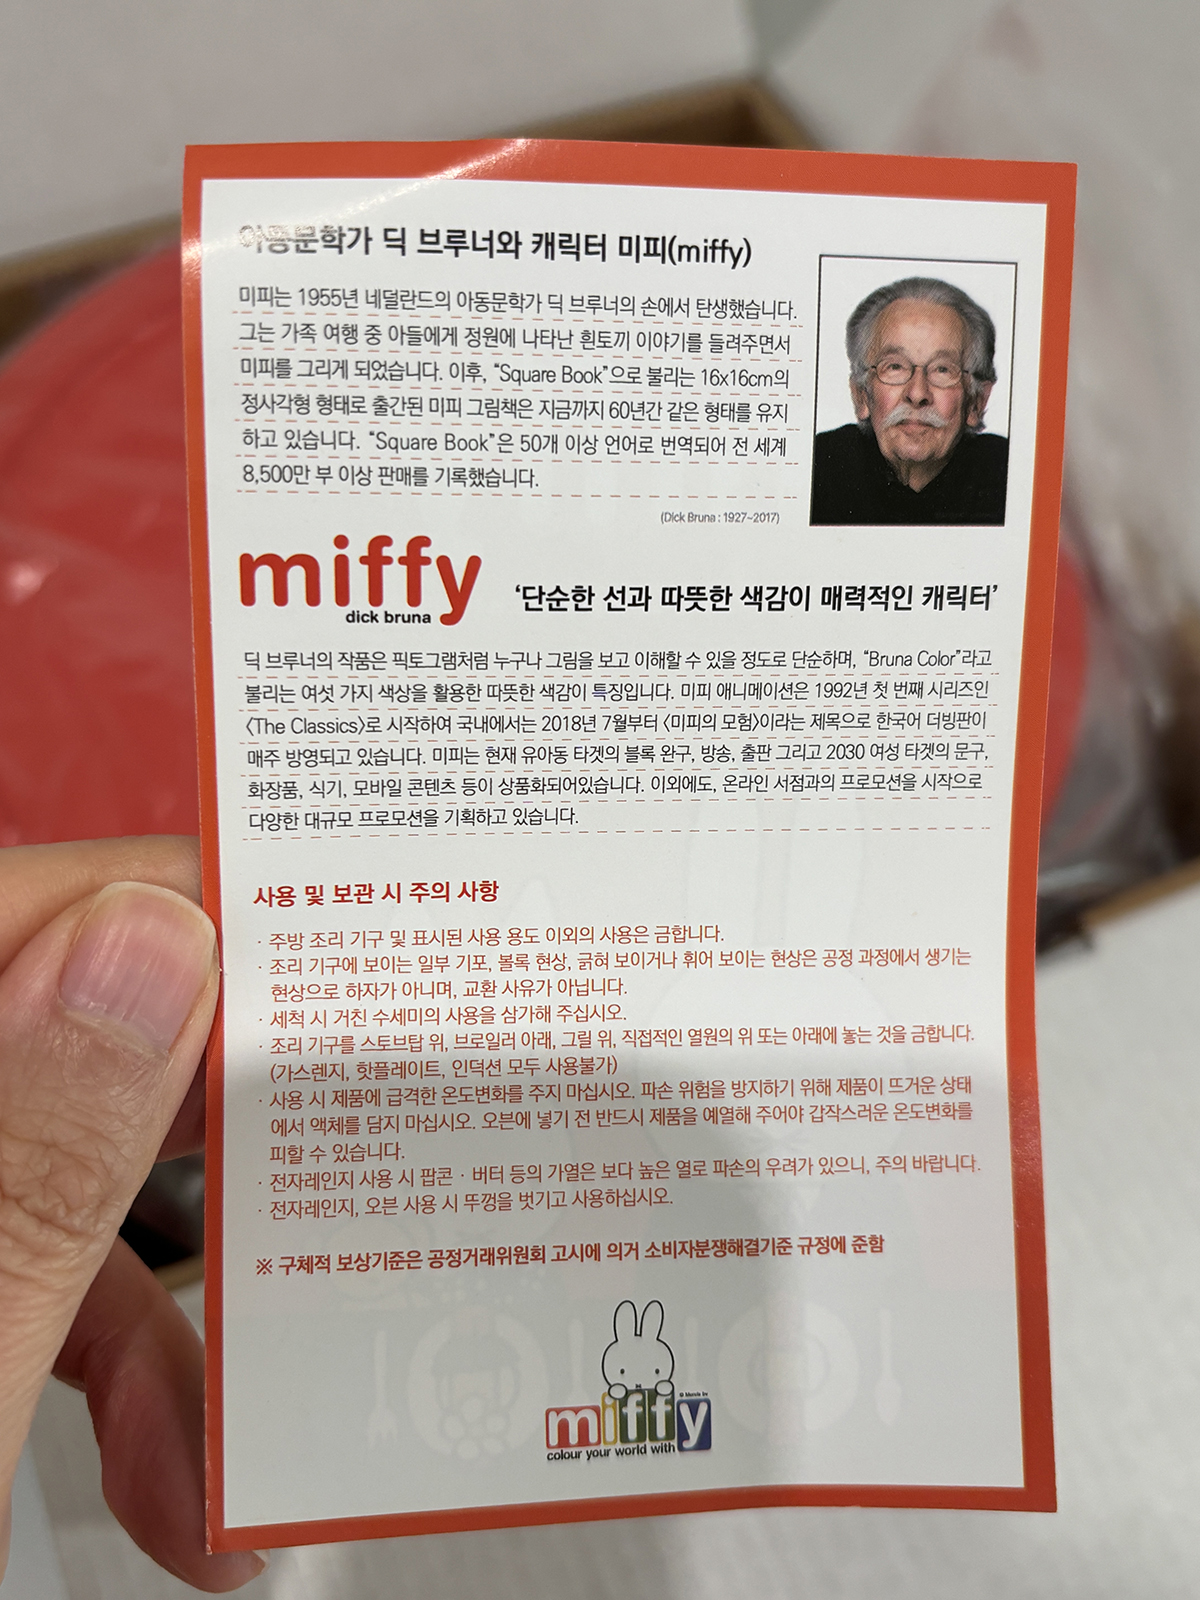 아동문학가 딕 브루너와 캐릭터 미피(miffy)
미피는 1955년 네덜란드의 아동문학가 딕 브루너의 손에서 탄생했습니다.
그는 가족 여행 중 아들에게 정원에 나타난 흰토끼 이야기를 들려주면서
미피를 그리게 되었습니다. 이후, “Square Book”으로 불리는 16x16cm의
정사각형 형태로 출간된 미피 그림책은 지금까지 60년간 같은 형태를 유지
하고 있습니다. “Square Book”은 50개 이상 언어로 번역되어 전 세계
8,500만 부 이상 판매를 기록했습니다.
(Dick Bruna : 1927~2017)
miffy
dick bruna
‘단순한 선과 따뜻한 색감이 매력적인 캐릭터’
딕 브루너의 작품은 픽토그램처럼 누구나 그림을 보고 이해할 수 있을 정도로 단순하며, “Bruna Color”라고
불리는 여섯 가지 색상을 활용한 따뜻한 색감이 특징입니다. 미피 애니메이션은 1992년 첫 번째 시리즈인
〈The Classics〉로 시작하여 국내에서는 2018년 7월부터 〈미피의 모험〉이라는 제목으로 한국어 더빙판이
매주 방영되고 있습니다. 미피는 현재 유아동 타겟의 블록 완구, 방송, 출판 그리고 2030 여성 타겟의 문구,
화장품, 식기, 모바일 콘텐츠 등이 상품화되어있습니다. 이외에도, 온라인 서점과의 프로모션을 시작으로
다양한 대규모 프로모션을 기획하고 있습니다.
사용 및 보관 시 주의 사항
· 주방 조리 기구 및 표시된 사용 용도 이외의 사용은 금합니다.
· 조리 기구에 보이는 일부 기포, 볼록 현상, 긁혀 보이거나 휘어 보이는 현상은 공정 과정에서 생기는
현상으로 하자가 아니며, 교환 사유가 아닙니다.
· 세척 시 거친 수세미의 사용을 삼가해 주십시오.
· 조리 기구를 스토브탑 위, 브로일러 아래, 그릴 위, 직접적인 열원의 위 또는 아래에 놓는 것을 금합니다.
(가스렌지, 핫플레이트, 인덕션 모두 사용불가)
· 사용 시 제품에 급격한 온도변화를 주지 마십시오. 파손 위험을 방지하기 위해 제품이 뜨거운 상태
에서 액체를 담지 마십시오. 오븐에 넣기 전 반드시 제품을 예열해 주어야 갑작스러운 온도변화를
피할 수 있습니다.
· 전자레인지 사용 시 팝콘 · 버터 등의 가열은 보다 높은 열로 파손의 우려가 있으니, 주의 바랍니다.
· 전자레인지, 오븐 사용 시 뚜껑을 벗기고 사용하십시오.
※ 구체적 보상기준은 공정거래위원회 고시에 의거 소비자분쟁해결기준 규정에 준함
© Mercis bv
miffy
colour your world with